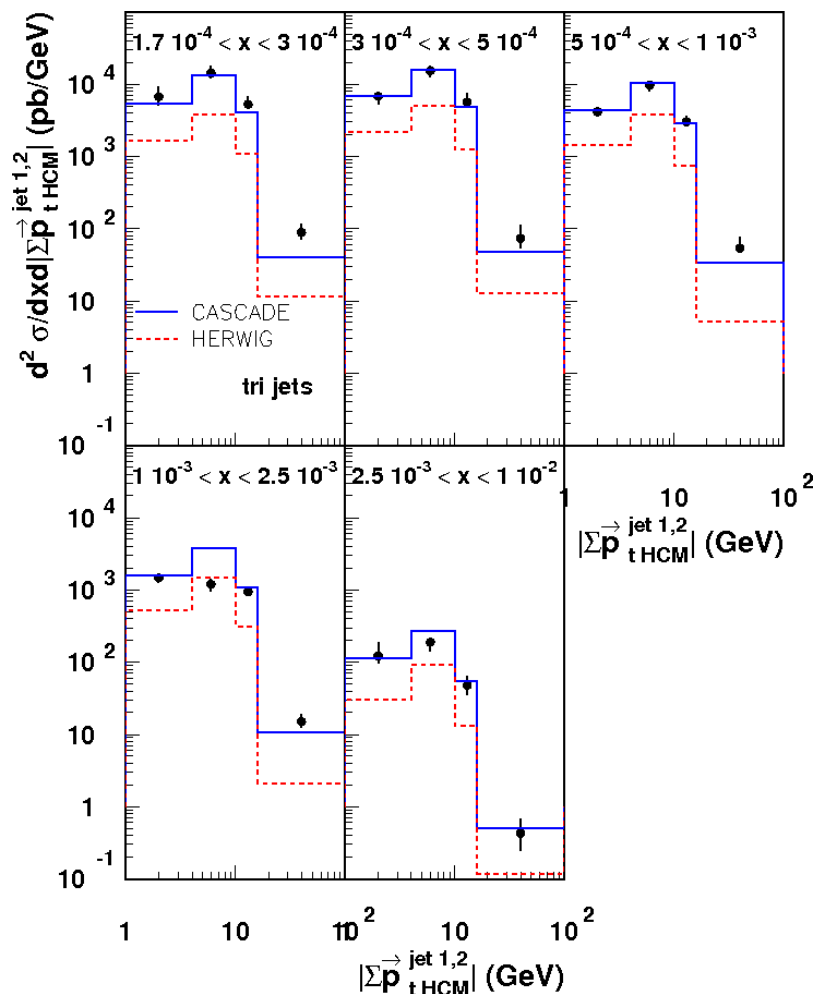 d² σ/dxd|Σp⃗ t HCM jet 1,2| (pb/GeV)
1.7 10⁻⁴ < x < 3 10⁻⁴
3 10⁻⁴ < x < 5 10⁻⁴
5 10⁻⁴ < x < 1 10⁻³
10⁴
10³
10²
10
1
10⁻¹
CASCADE
HERWIG
tri jets
1 10⁻³ < x < 2.5 10⁻³
2.5 10⁻³ < x < 1 10⁻²
1 10 10²
|Σp⃗ t HCM jet 1,2| (GeV)
10⁴
10³
10²
10
1
10⁻¹
1 10 10² 1 10 10²
|Σp⃗ t HCM jet 1,2| (GeV)